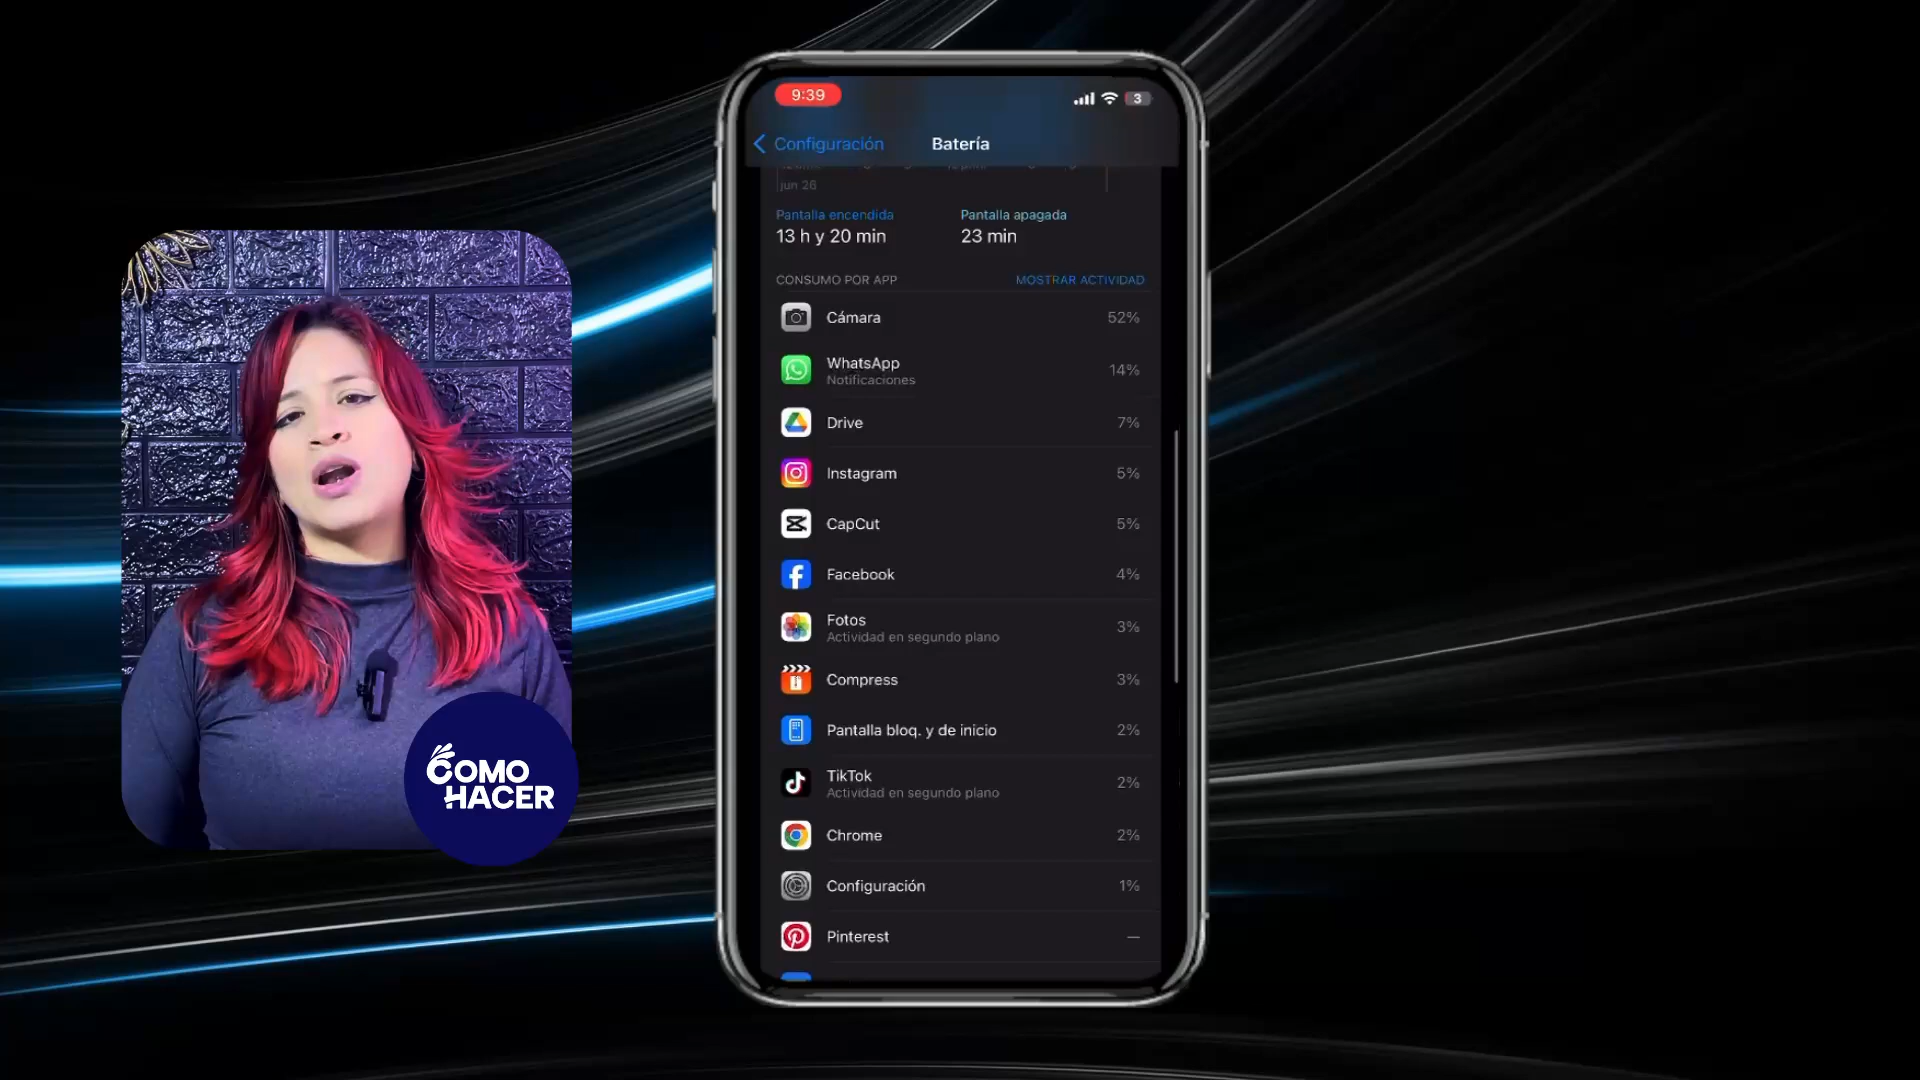 9:39
3
Configuración
Batería
jun 26
Pantalla encendida
Pantalla apagada
13 h y 20 min
23 min
CONSUMO POR APP
MOSTRAR ACTIVIDAD
Cámara
52%
WhatsApp
Notificaciones
14%
Drive
7%
Instagram
5%
CapCut
5%
Facebook
4%
Fotos
Actividad en segundo plano
3%
Compress
3%
Pantalla bloq. y de inicio
2%
TikTok
Actividad en segundo plano
2%
Chrome
2%
Configuración
1%
Pinterest
—
COMO
HACER